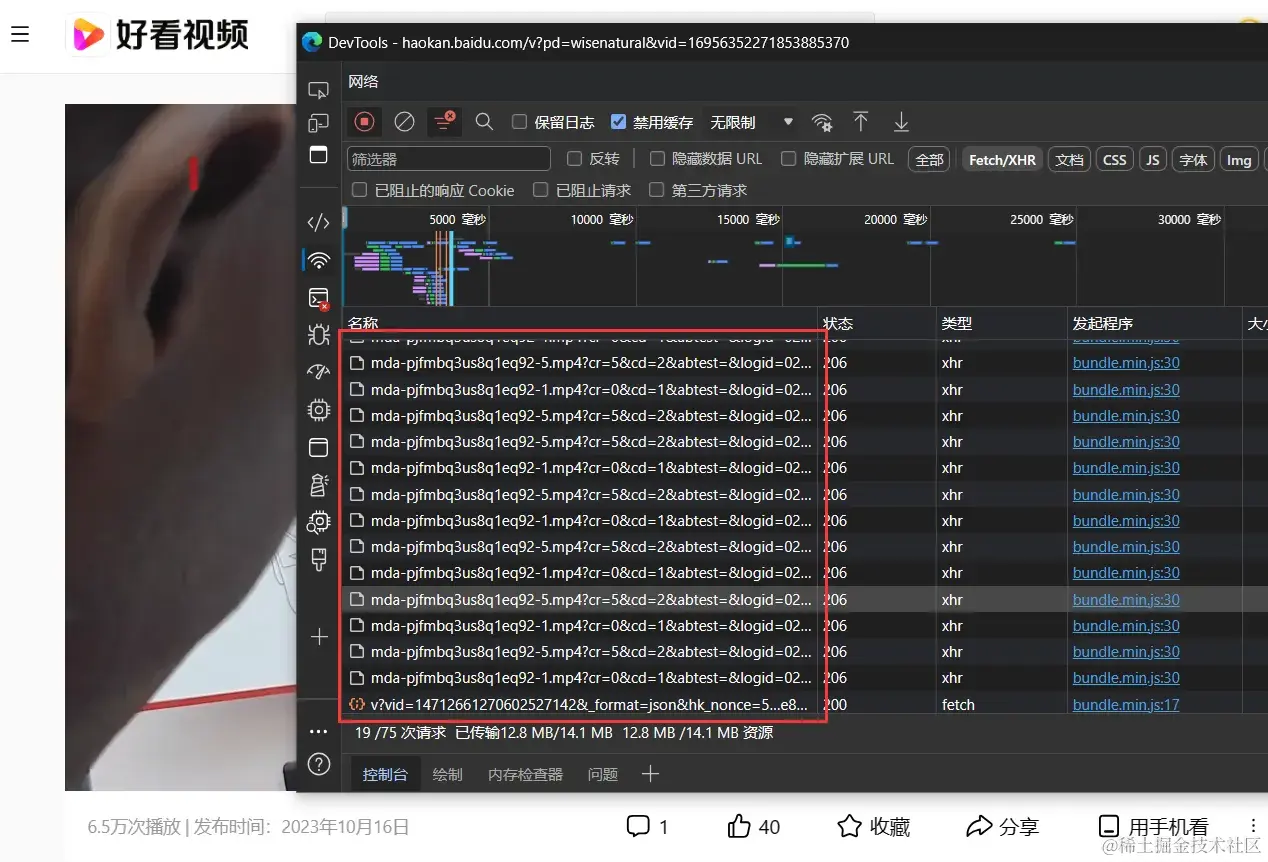 好看视频
DevTools - haokan.baidu.com/v?pd=wisenatural&vid=16956352271853885370
网络
保留日志 禁用缓存 无限制
筛选器 反转 隐藏数据 URL 隐藏扩展 URL 全部 Fetch/XHR 文档 CSS JS 字体 Img
已阻止的响应 Cookie 已阻止请求 第三方请求
5000 毫秒 10000 毫秒 15000 毫秒 20000 毫秒 25000 毫秒 30000 毫秒
名称 状态 类型 发起程序 大小
mda-pjfmbq3us8q1eq92-1.mp4?cr=0&cd=1&abtest=&logid=02... 206 xhr bundle.min.js:30
mda-pjfmbq3us8q1eq92-5.mp4?cr=5&cd=2&abtest=&logid=02... 206 xhr bundle.min.js:30
mda-pjfmbq3us8q1eq92-1.mp4?cr=0&cd=1&abtest=&logid=02... 206 xhr bundle.min.js:30
mda-pjfmbq3us8q1eq92-5.mp4?cr=5&cd=2&abtest=&logid=02... 206 xhr bundle.min.js:30
mda-pjfmbq3us8q1eq92-5.mp4?cr=5&cd=2&abtest=&logid=02... 206 xhr bundle.min.js:30
mda-pjfmbq3us8q1eq92-1.mp4?cr=0&cd=1&abtest=&logid=02... 206 xhr bundle.min.js:30
mda-pjfmbq3us8q1eq92-5.mp4?cr=5&cd=2&abtest=&logid=02... 206 xhr bundle.min.js:30
mda-pjfmbq3us8q1eq92-1.mp4?cr=0&cd=1&abtest=&logid=02... 206 xhr bundle.min.js:30
mda-pjfmbq3us8q1eq92-5.mp4?cr=5&cd=2&abtest=&logid=02... 206 xhr bundle.min.js:30
mda-pjfmbq3us8q1eq92-1.mp4?cr=0&cd=1&abtest=&logid=02... 206 xhr bundle.min.js:30
mda-pjfmbq3us8q1eq92-5.mp4?cr=5&cd=2&abtest=&logid=02... 206 xhr bundle.min.js:30
mda-pjfmbq3us8q1eq92-1.mp4?cr=0&cd=1&abtest=&logid=02... 206 xhr bundle.min.js:30
mda-pjfmbq3us8q1eq92-5.mp4?cr=5&cd=2&abtest=&logid=02... 206 xhr bundle.min.js:30
mda-pjfmbq3us8q1eq92-1.mp4?cr=0&cd=1&abtest=&logid=02... 206 xhr bundle.min.js:30
v?vid=14712661270602527142&_format=json&hk_nonce=5...e8... 200 fetch bundle.min.js:17
19 /75 次请求 已传输12.8 MB/14.1 MB 12.8 MB /14.1 MB 资源
控制台 绘制 内存检查器 问题
6.5万次播放 | 发布时间：2023年10月16日 1 40 收藏 分享 用手机看
@稀土掘金技术社区